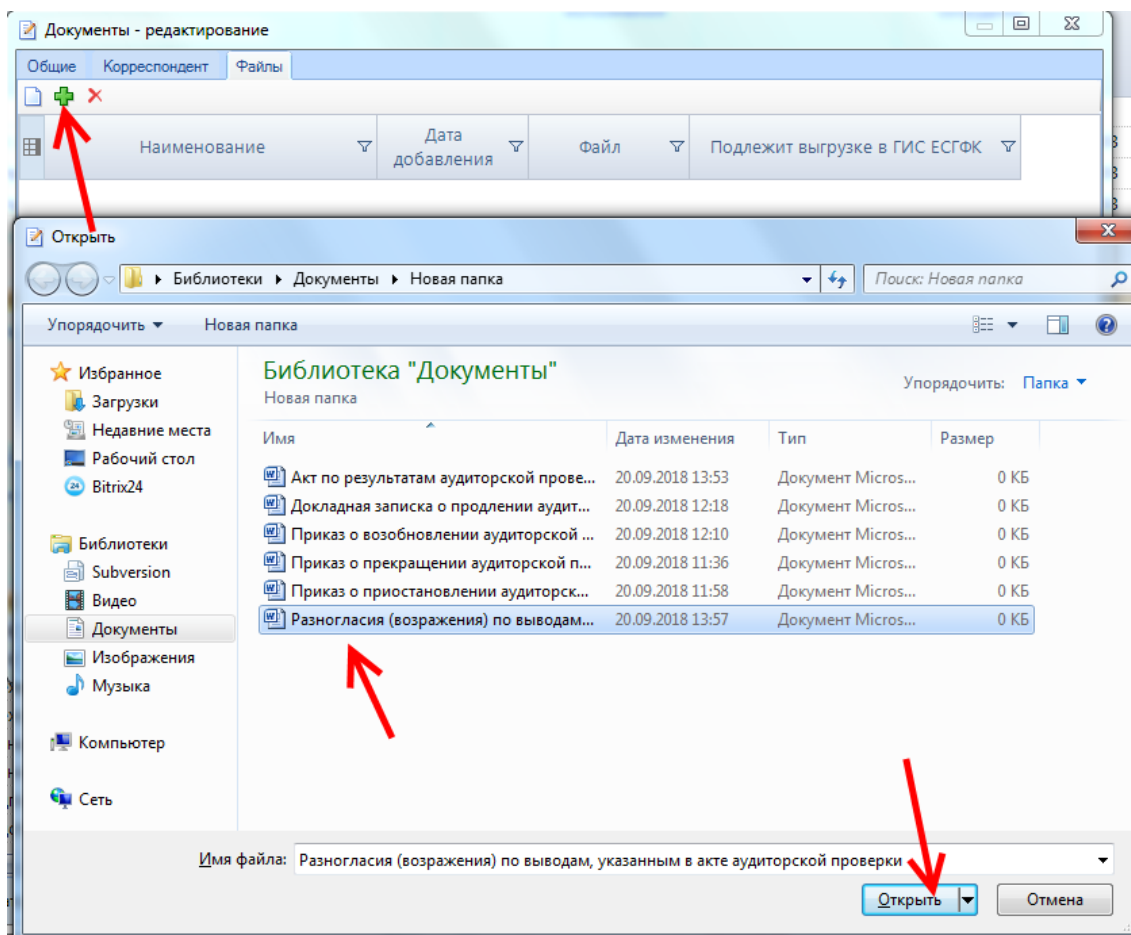 Документы - редактирование
Общие Корреспондент Файлы
Наименование Дата добавления Файл Подлежит выгрузке в ГИС ЕСГФК
Открыть
Библиотеки Документы Новая папка Поиск: Новая папка
Упорядочить Новая папка
Избранное
Загрузки
Недавние места
Рабочий стол
Bitrix24
Библиотеки
Subversion
Видео
Документы
Изображения
Музыка
Компьютер
Сеть
Библиотека "Документы"
Новая папка
Упорядочить: Папка
Имя Дата изменения Тип Размер
Акт по результатам аудиторской прове... 20.09.2018 13:53 Документ Micros... 0 КБ
Докладная записка о продлении аудит... 20.09.2018 12:18 Документ Micros... 0 КБ
Приказ о возобновлении аудиторской ... 20.09.2018 12:10 Документ Micros... 0 КБ
Приказ о прекращении аудиторской п... 20.09.2018 11:36 Документ Micros... 0 КБ
Приказ о приостановлении аудиторск... 20.09.2018 11:58 Документ Micros... 0 КБ
Разногласия (возражения) по выводам... 20.09.2018 13:57 Документ Micros... 0 КБ
Имя файла: Разногласия (возражения) по выводам, указанным в акте аудиторской проверки
Открыть Отмена